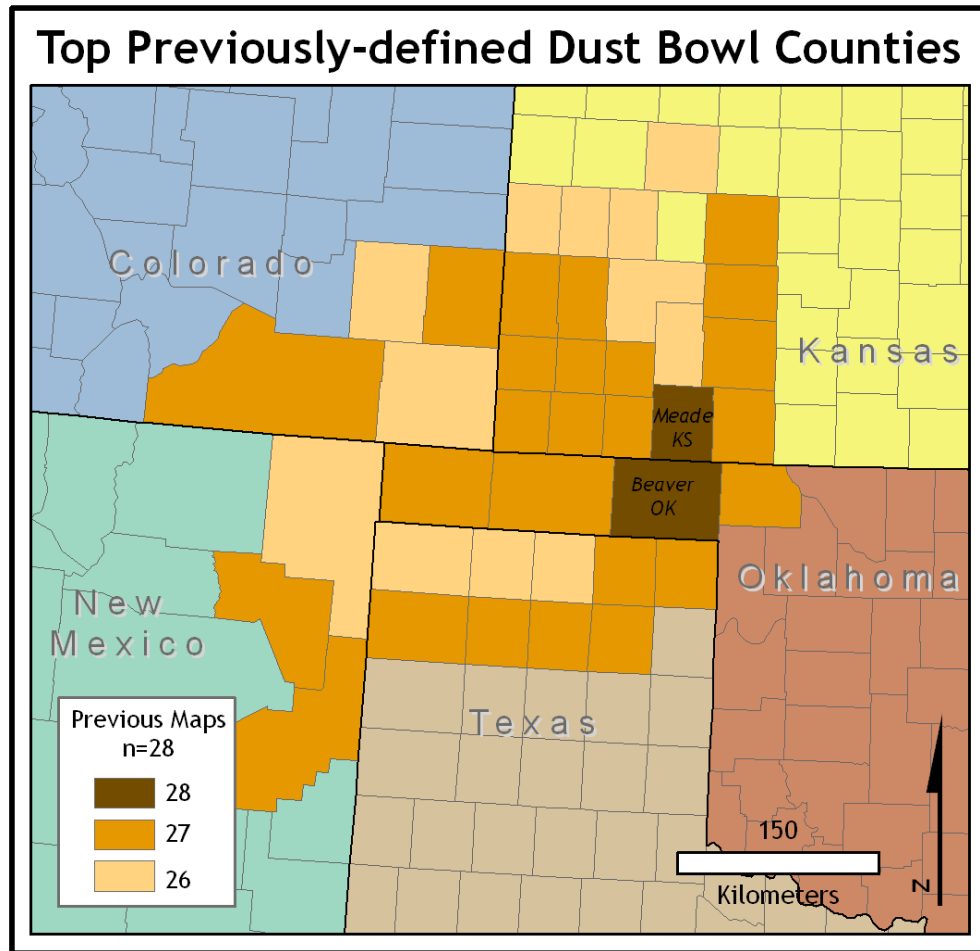 Top Previously-defined Dust Bowl Counties
Colorado
Kansas
Meade
KS
Beaver
OK
Oklahoma
New
Mexico
Texas
Previous Maps
n=28
28
27
26
150
Kilometers
N